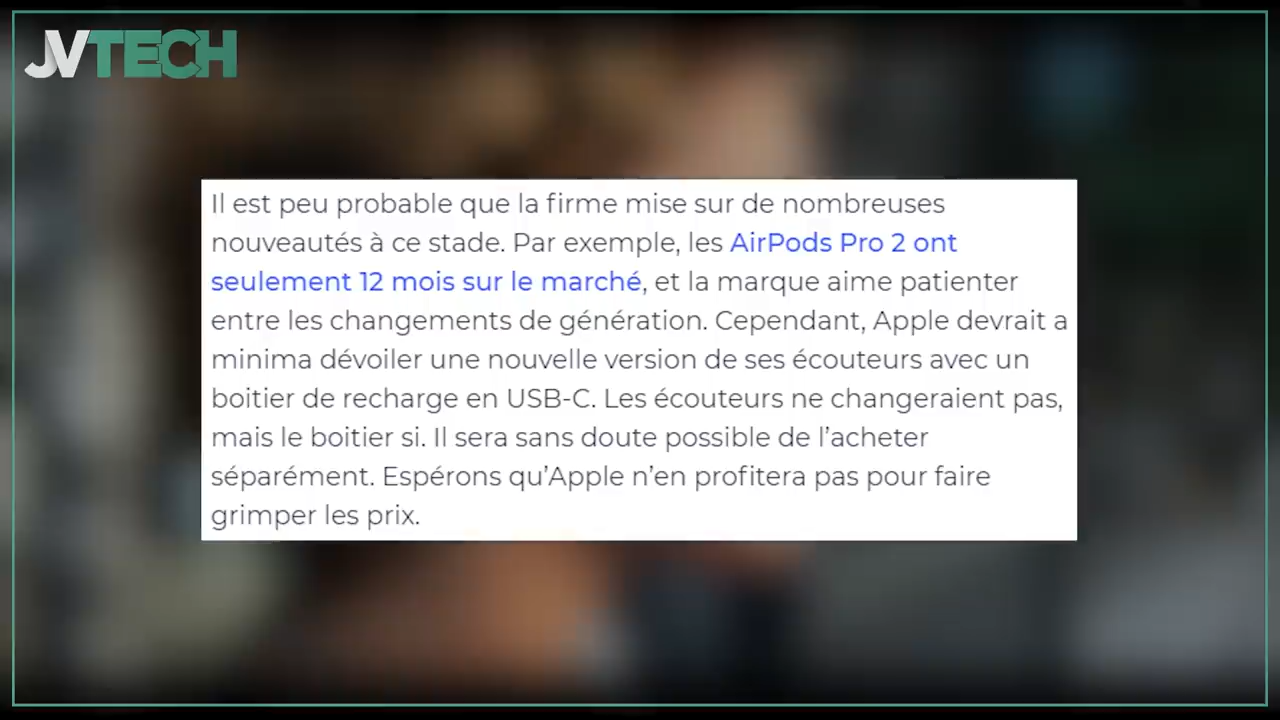 JVTECH
Il est peu probable que la firme mise sur de nombreuses
nouveautés à ce stade. Par exemple, les AirPods Pro 2 ont
seulement 12 mois sur le marché, et la marque aime patienter
entre les changements de génération. Cependant, Apple devrait a
minima dévoiler une nouvelle version de ses écouteurs avec un
boitier de recharge en USB-C. Les écouteurs ne changeraient pas,
mais le boitier si. Il sera sans doute possible de l’acheter
séparément. Espérons qu’Apple n’en profitera pas pour faire
grimper les prix.